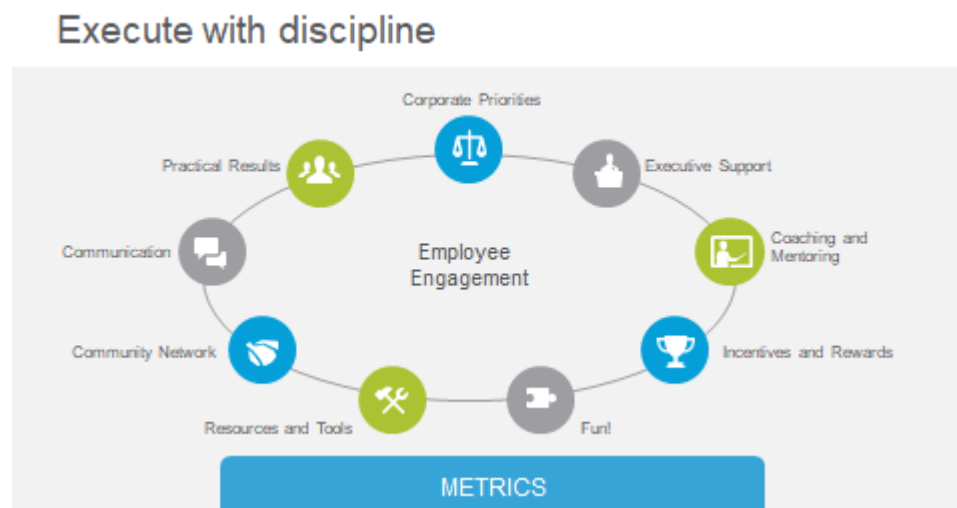 Execute with discipline
Corporate Priorities
Practical Results
Executive Support
Communication
Employee
Engagement
Coaching and
Mentoring
Community Network
Incentives and Rewards
Resources and Tools
Fun!
METRICS